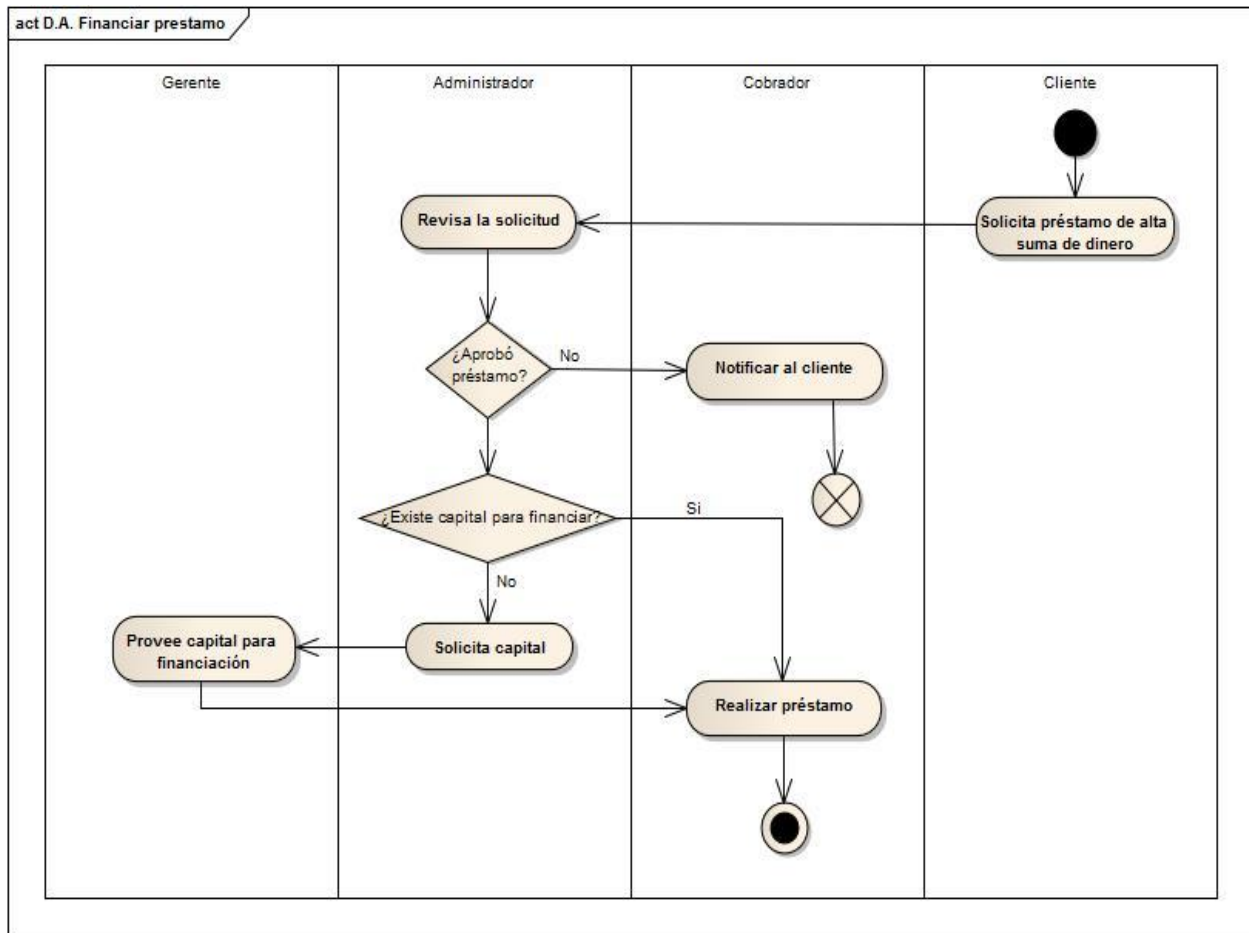 act D.A. Financiar prestamo
Gerente
Administrador
Cobrador
Cliente
Revisa la solicitud
Solicita préstamo de alta
suma de dinero
¿Aprobó
préstamo?
No
Notificar al cliente
¿Existe capital para financiar?
Si
No
Provee capital para
financiación
Solicita capital
Realizar préstamo